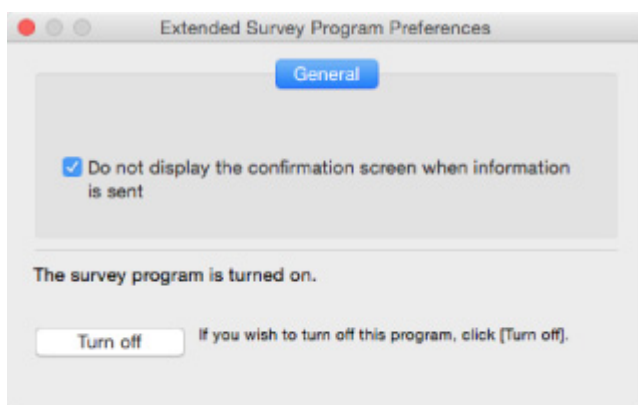 Extended Survey Program Preferences
General
Do not display the confirmation screen when information
is sent
The survey program is turned on.
Turn off
If you wish to turn off this program, click [Turn off].